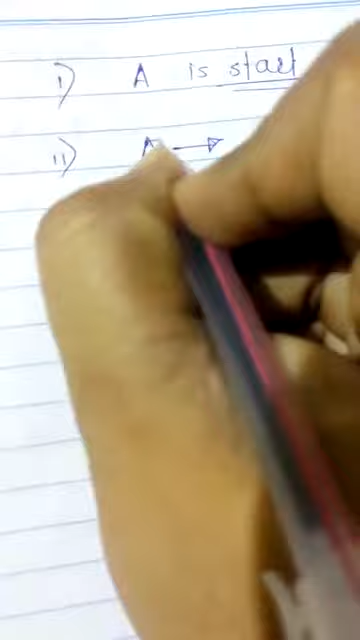 i) A is start
ii) A →